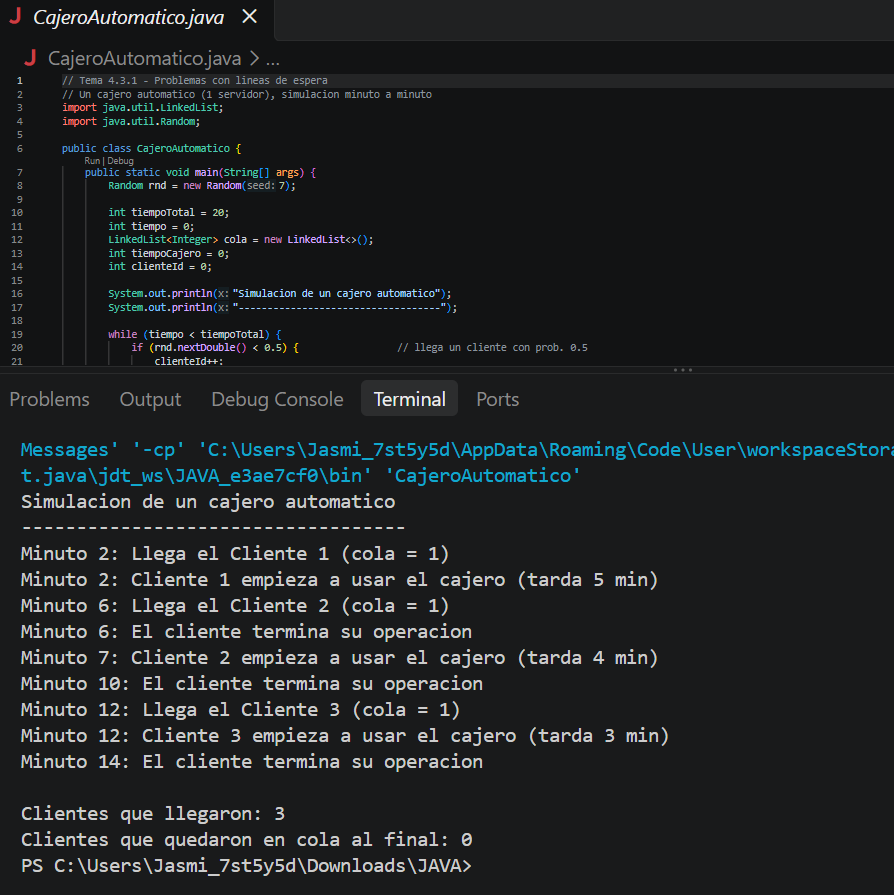 J CajeroAutomatico.java ×
J CajeroAutomatico.java > ...
1 // Tema 4.3.1 - Problemas con lineas de espera
2 // Un cajero automatico (1 servidor), simulacion minuto a minuto
3 import java.util.LinkedList;
4 import java.util.Random;
5
6 public class CajeroAutomatico {
Run | Debug
7 public static void main(String[] args) {
8 Random rnd = new Random(seed: 7);
9
10 int tiempoTotal = 20;
11 int tiempo = 0;
12 LinkedList<Integer> cola = new LinkedList<>();
13 int tiempoCajero = 0;
14 int clienteId = 0;
15
16 System.out.println(x: "Simulacion de un cajero automatico");
17 System.out.println(x: "-----------------------------------");
18
19 while (tiempo < tiempoTotal) {
20 if (rnd.nextDouble() < 0.5) { // llega un cliente con prob. 0.5
21 clienteId++;
Problems Output Debug Console Terminal Ports
Messages' '-cp' 'C:\Users\Jasmi_7st5y5d\AppData\Roaming\Code\User\workspaceStora
t.java\jdt_ws\JAVA_e3ae7cf0\bin' 'CajeroAutomatico'
Simulacion de un cajero automatico
-----------------------------------
Minuto 2: Llega el Cliente 1 (cola = 1)
Minuto 2: Cliente 1 empieza a usar el cajero (tarda 5 min)
Minuto 6: Llega el Cliente 2 (cola = 1)
Minuto 6: El cliente termina su operacion
Minuto 7: Cliente 2 empieza a usar el cajero (tarda 4 min)
Minuto 10: El cliente termina su operacion
Minuto 12: Llega el Cliente 3 (cola = 1)
Minuto 12: Cliente 3 empieza a usar el cajero (tarda 3 min)
Minuto 14: El cliente termina su operacion

Clientes que llegaron: 3
Clientes que quedaron en cola al final: 0
PS C:\Users\Jasmi_7st5y5d\Downloads\JAVA>